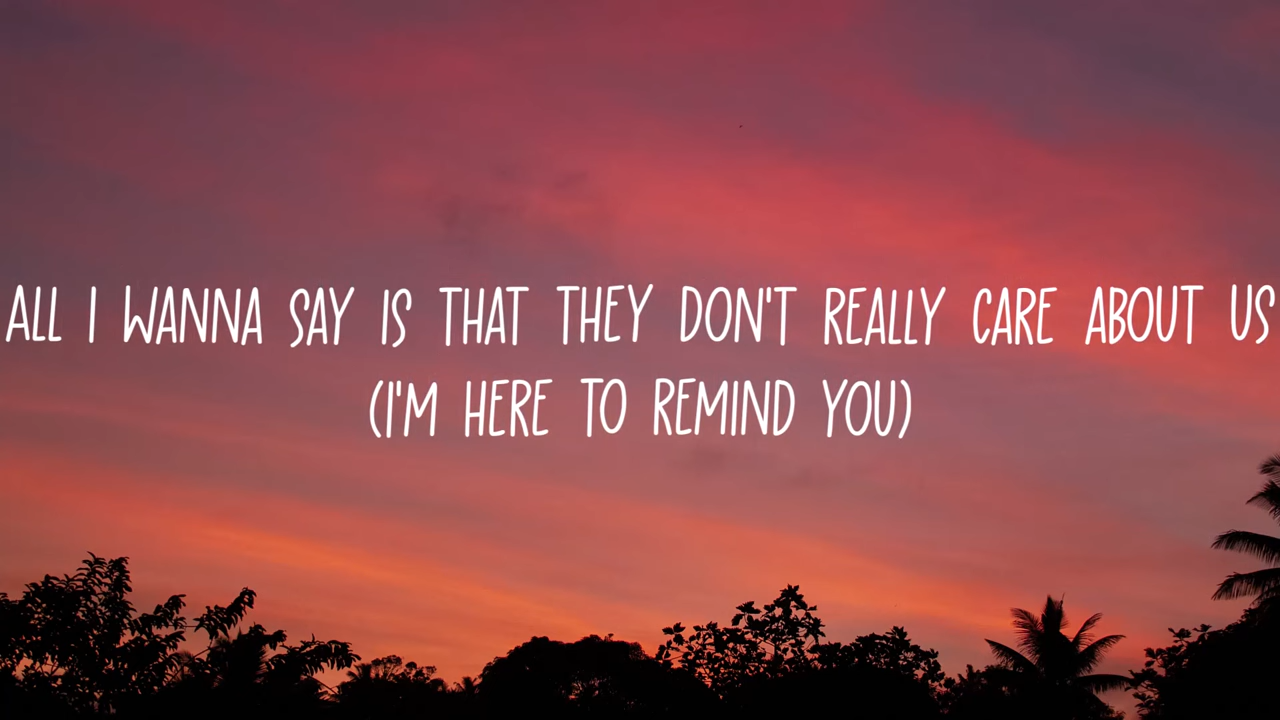 ALL I WANNA SAY IS THAT THEY DON'T REALLY CARE ABOUT US
(I'M HERE TO REMIND YOU)